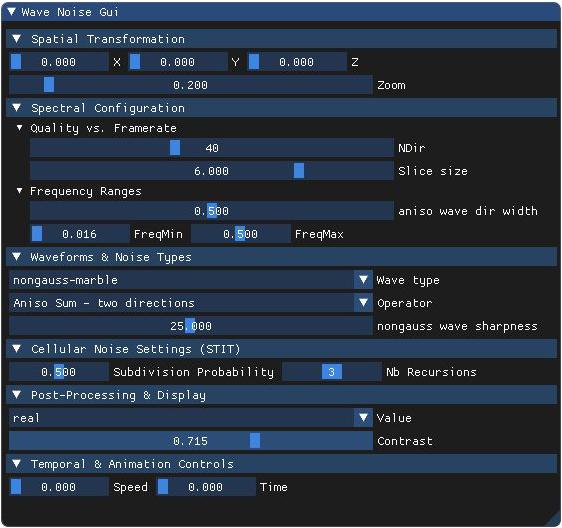 Wave Noise Gui
Spatial Transformation
0.000 X 0.000 Y 0.000 Z
0.200 Zoom
Spectral Configuration
Quality vs. Framerate
40 NDir
6.000 Slice size
Frequency Ranges
0.500 aniso wave dir width
0.016 FreqMin 0.500 FreqMax
Waveforms & Noise Types
nongauss-marble Wave type
Aniso Sum - two directions Operator
25.000 nongauss wave sharpness
Cellular Noise Settings (STIT)
0.500 Subdivision Probability 3 Nb Recursions
Post-Processing & Display
real Value
0.715 Contrast
Temporal & Animation Controls
0.000 Speed 0.000 Time